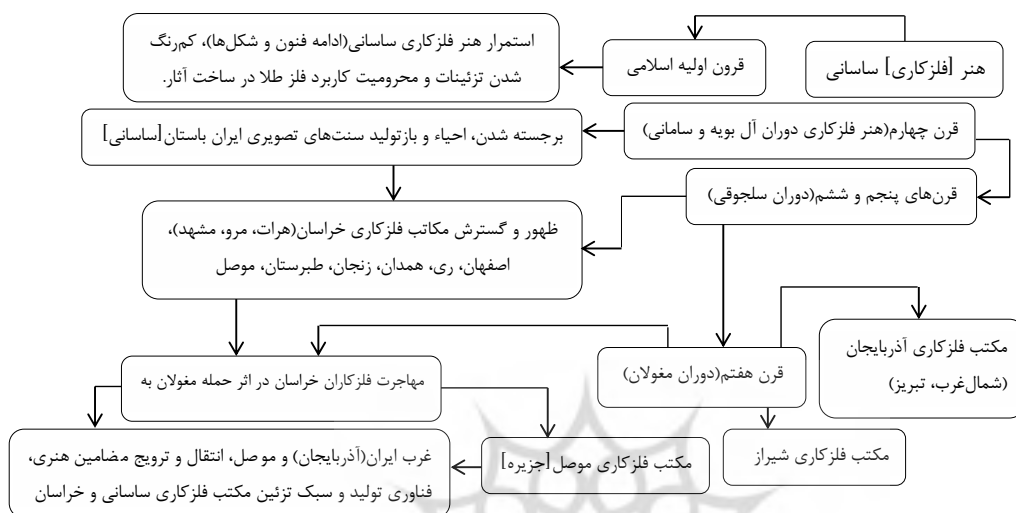 هنر [فلزکاری] ساسانی
قرون اولیه اسلامی
استمرار هنر فلزکاری ساسانی(ادامه فنون و شکل‌ها)، کم‌رنگ
شدن تزئینات و محرومیت کاربرد فلز طلا در ساخت آثار.
قرن چهارم(هنر فلزکاری دوران آل بویه و سامانی)
برجسته شدن، احیاء و بازتولید سنت‌های تصویری ایران باستان[ساسانی]
قرن‌های پنجم و ششم(دوران سلجوقی)
ظهور و گسترش مکاتب فلزکاری خراسان(هرات، مرو، مشهد)،
اصفهان، ری، همدان، زنجان، طبرستان، موصل
مکتب فلزکاری آذربایجان
(شمال‌غرب، تبریز)
قرن هفتم(دوران مغولان)
مهاجرت فلزکاران خراسان در اثر حمله مغولان به
مکتب فلزکاری شیراز
مکتب فلزکاری موصل[جزیره]
غرب ایران(آذربایجان) و موصل، انتقال و ترویج مضامین هنری،
فناوری تولید و سبک تزئین مکتب فلزکاری ساسانی و خراسان